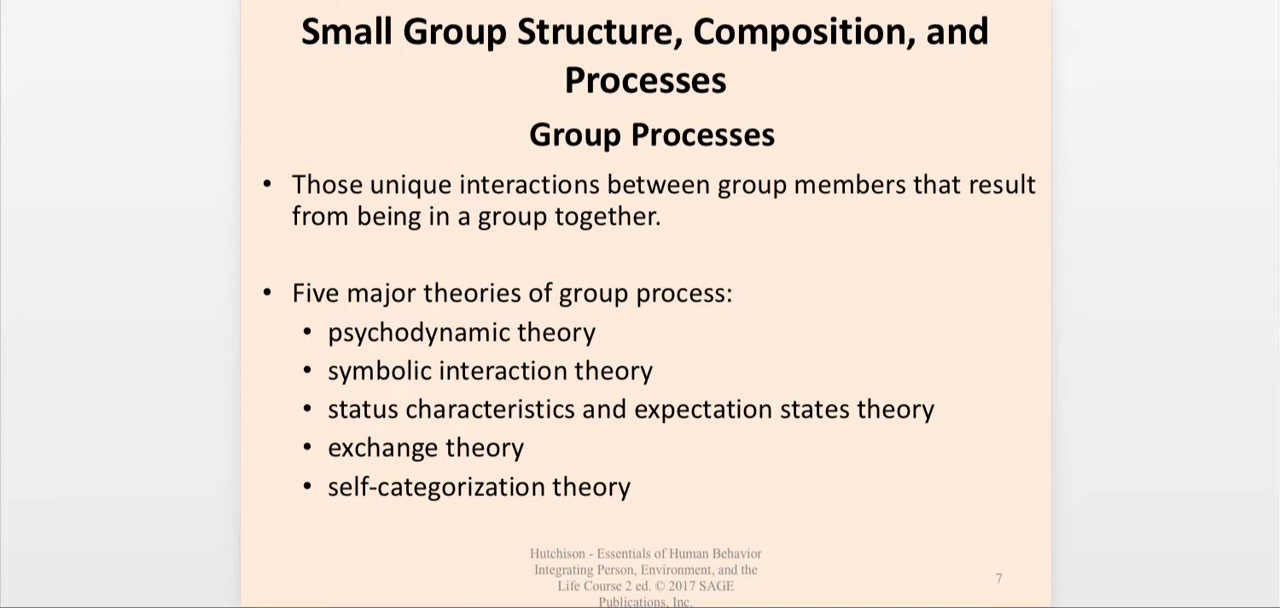 Small Group Structure, Composition, and
Processes
Group Processes
• Those unique interactions between group members that result
from being in a group together.
• Five major theories of group process:
• psychodynamic theory
• symbolic interaction theory
• status characteristics and expectation states theory
• exchange theory
• self-categorization theory
Hutchison - Essentials of Human Behavior
Integrating Person, Environment, and the
Life Course 2 ed. © 2017 SAGE
Publications, Inc.
7